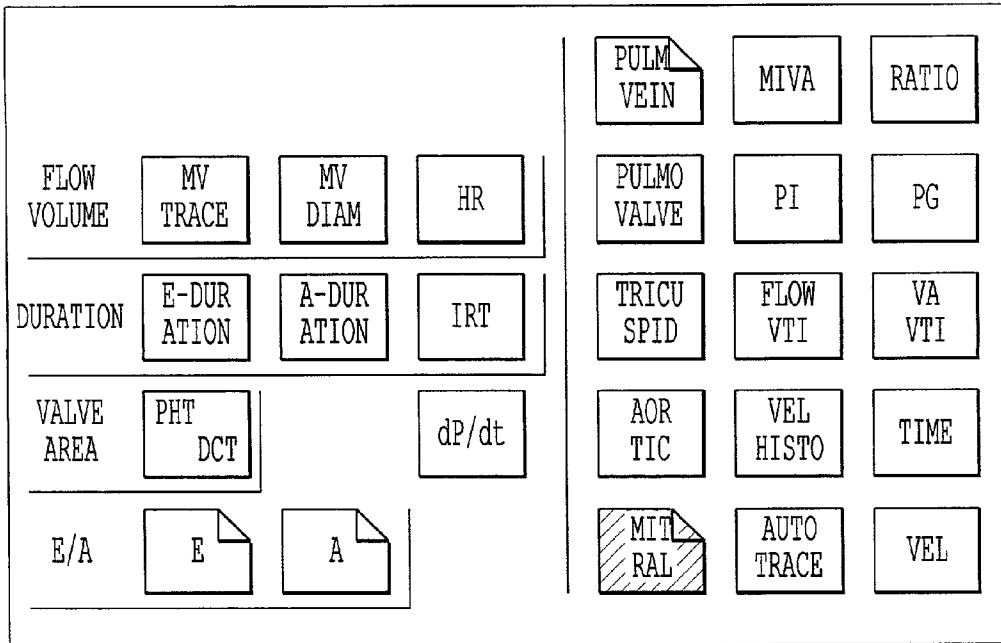 PULM
VEIN
MIVA
RATIO
FLOW
VOLUME
MV
TRACE
MV
DIAM
HR
PULMO
VALVE
PI
PG
DURATION
E-DUR
ATION
A-DUR
ATION
IRT
TRICU
SPID
FLOW
VTI
VA
VTI
VALVE
AREA
PHT
DCT
dP/dt
AOR
TIC
VEL
HISTO
TIME
E/A
E
A
MIT
RAL
AUTO
TRACE
VEL